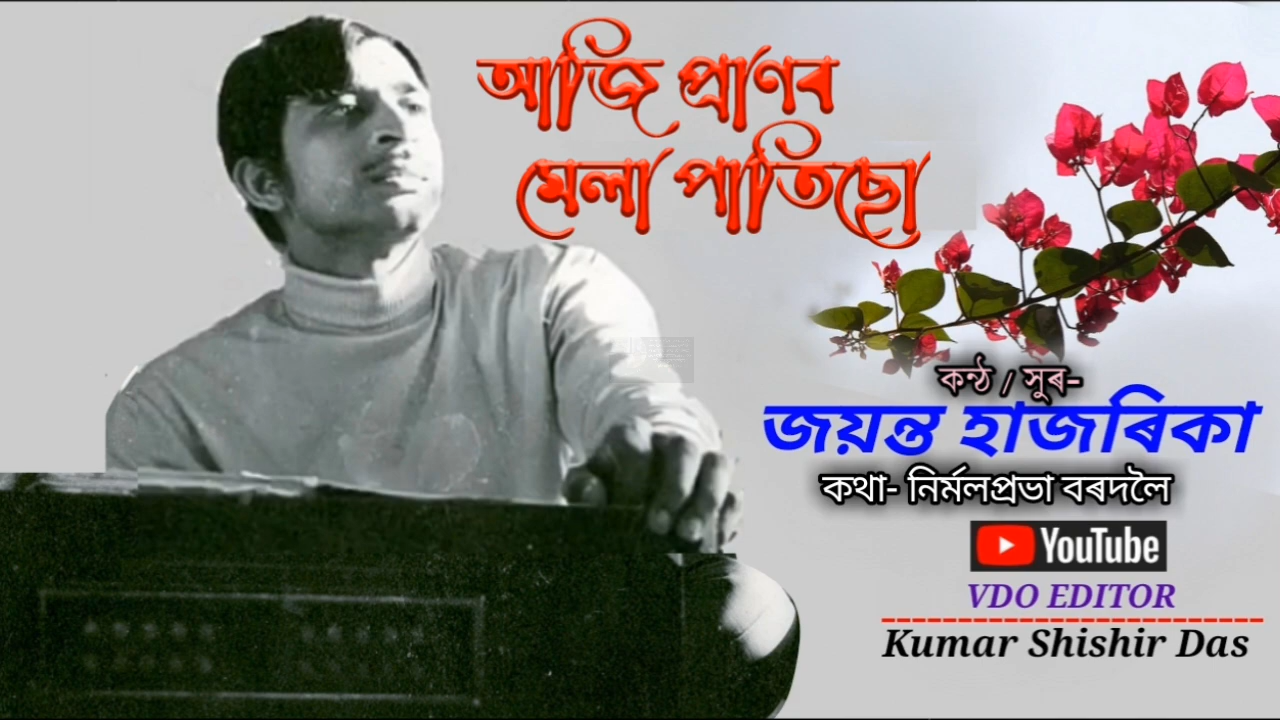 আজি প্ৰাণৰ
মেলা পাতিছো
কন্ঠ / সুৰ-
জয়ন্ত হাজৰিকা
কথা- নিৰ্মলপ্ৰভা বৰদলৈ
YouTube
VDO EDITOR
Kumar Shishir Das